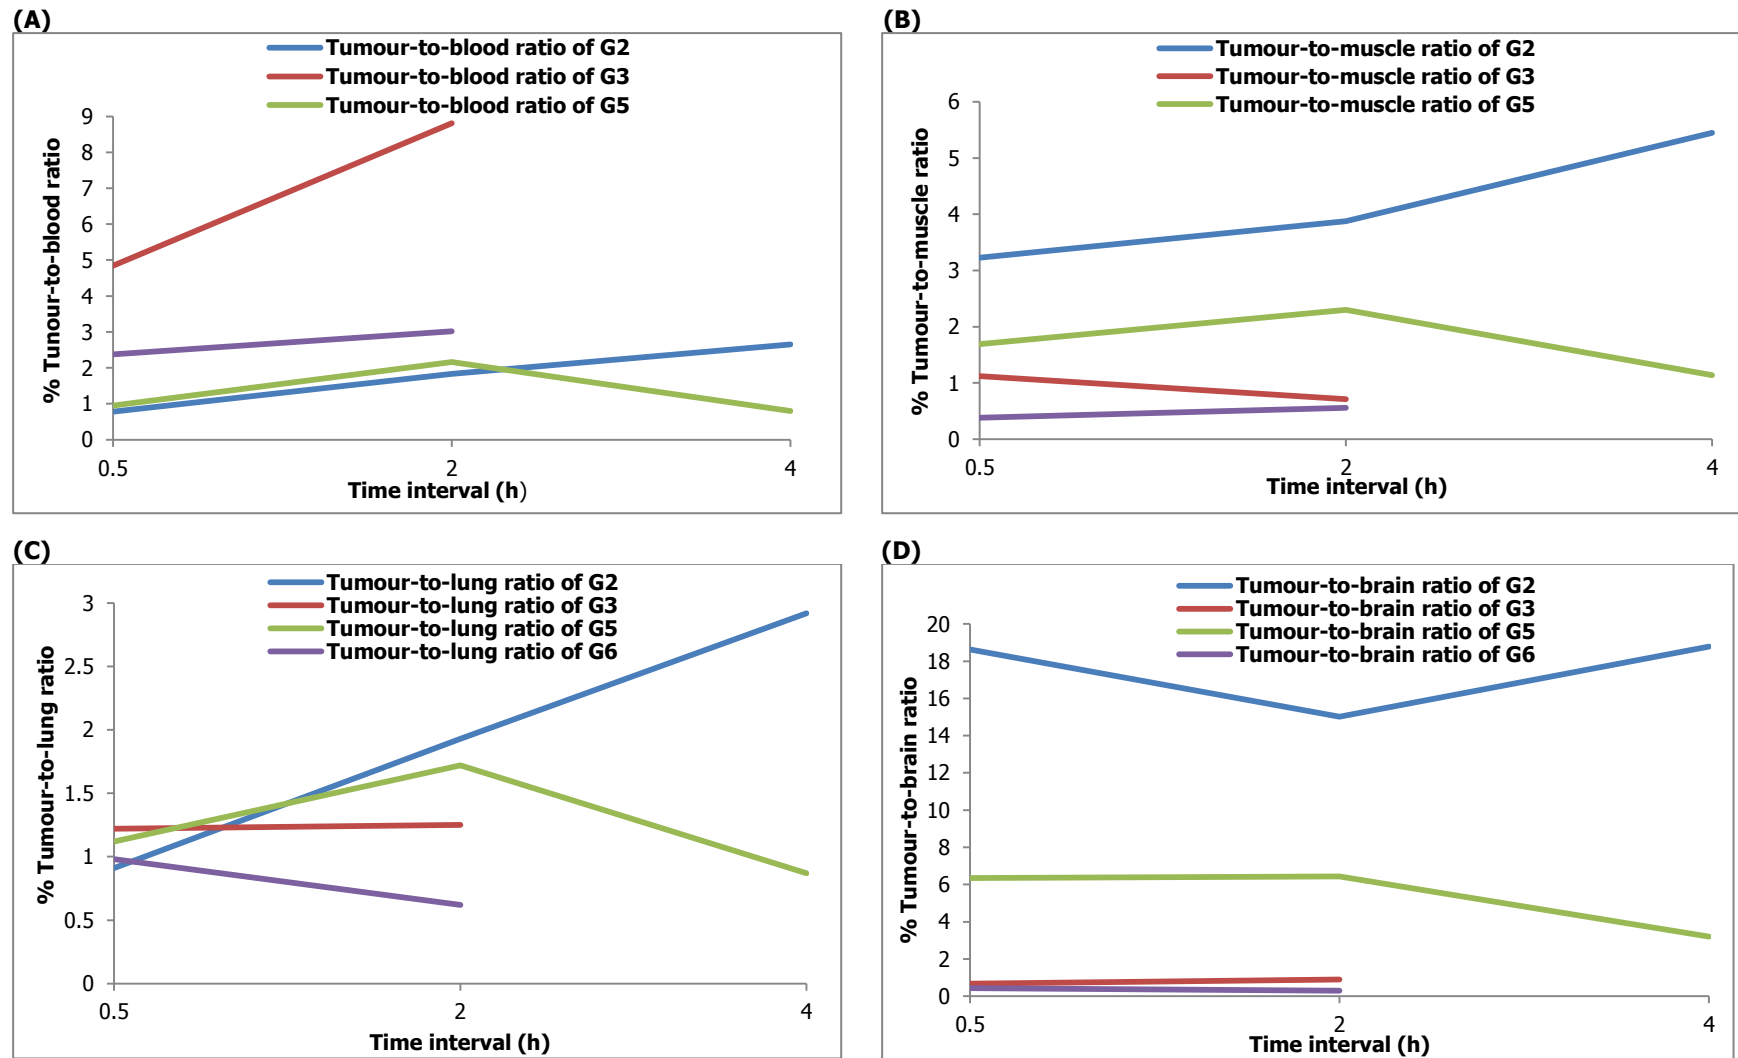 (A)
Tumour-to-blood ratio of G2
Tumour-to-blood ratio of G3
Tumour-to-blood ratio of G5
% Tunour-to-blood ratio
9
8
7
6
5
4
3
2
1
0
0.5 2 4
Time interval (h)
(B)
Tumour-to-muscle ratio of G2
Tumour-to-muscle ratio of G3
Tumour-to-muscle ratio of G5
% Tumour-to-muscle ratio
6
5
4
3
2
1
0
0.5 2 4
Time interval (h)
(C)
Tumour-to-lung ratio of G2
Tumour-to-lung ratio of G3
Tumour-to-lung ratio of G5
Tumour-to-lung ratio of G6
% Tumour-to-lung ratio
3
2.5
2
1.5
1
0.5
0
0.5 2 4
Time interval (h)
(D)
Tumour-to-brain ratio of G2
Tumour-to-brain ratio of G3
Tumour-to-brain ratio of G5
Tumour-to-brain ratio of G6
% Tumour-to-brain ratio
20
18
16
14
12
10
8
6
4
2
0
0.5 2 4
Time interval (h)